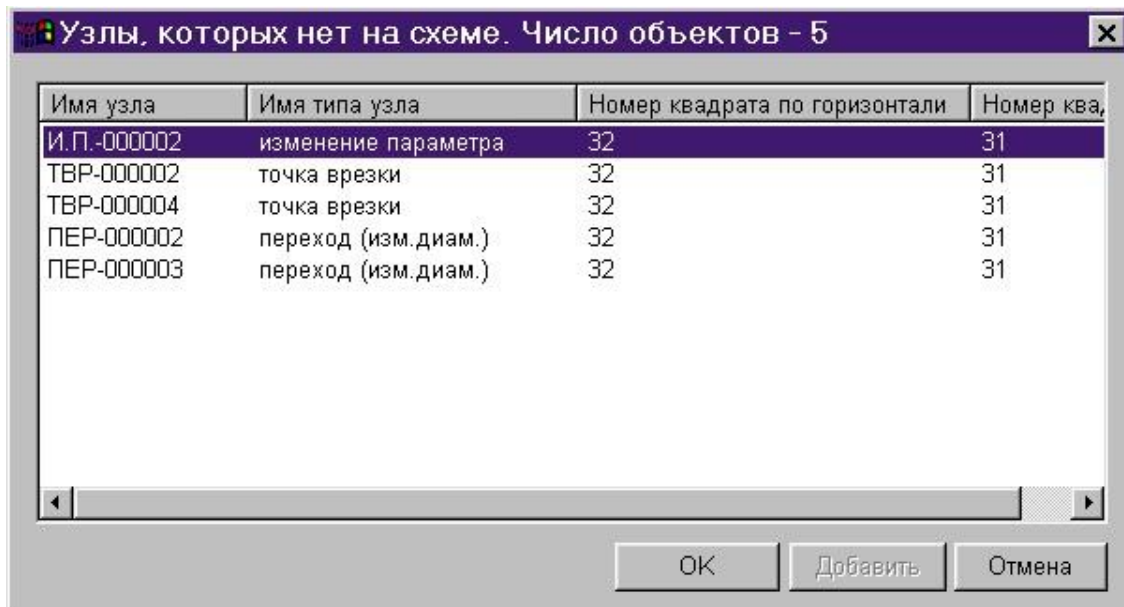 Узлы, которых нет на схеме. Число объектов - 5
Имя узла Имя типа узла Номер квадрата по горизонтали Номер ква
И.П.-000002 изменение параметра 32 31
ТВР-000002 точка врезки 32 31
ТВР-000004 точка врезки 32 31
ПЕР-000002 переход (изм.диам.) 32 31
ПЕР-000003 переход (изм.диам.) 32 31
OK Добавить Отмена